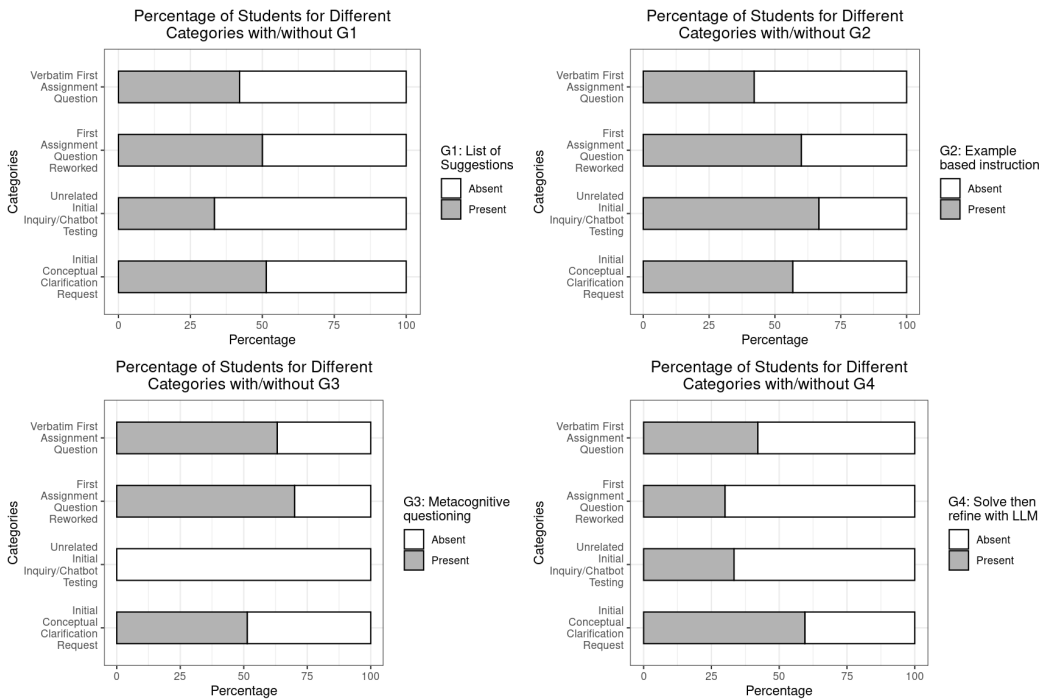 Percentage of Students for Different
Categories with/without G1
Verbatim First
Assignment
Question
First
Assignment
Question
Reworked
Unrelated
Initial
Inquiry/Chatbot
Testing
Initial
Conceptual
Clarification
Request
Categories
0
25
50
75
100
Percentage
G1: List of
Suggestions
Absent
Present
Percentage of Students for Different
Categories with/without G2
Verbatim First
Assignment
Question
First
Assignment
Question
Reworked
Unrelated
Initial
Inquiry/Chatbot
Testing
Initial
Conceptual
Clarification
Request
Categories
0
25
50
75
100
Percentage
G2: Example
based instruction
Absent
Present
Percentage of Students for Different
Categories with/without G3
Verbatim First
Assignment
Question
First
Assignment
Question
Reworked
Unrelated
Initial
Inquiry/Chatbot
Testing
Initial
Conceptual
Clarification
Request
Categories
0
25
50
75
100
Percentage
G3: Metacognitive
questioning
Absent
Present
Percentage of Students for Different
Categories with/without G4
Verbatim First
Assignment
Question
First
Assignment
Question
Reworked
Unrelated
Initial
Inquiry/Chatbot
Testing
Initial
Conceptual
Clarification
Request
Categories
0
25
50
75
100
Percentage
G4: Solve then
refine with LLM
Absent
Present